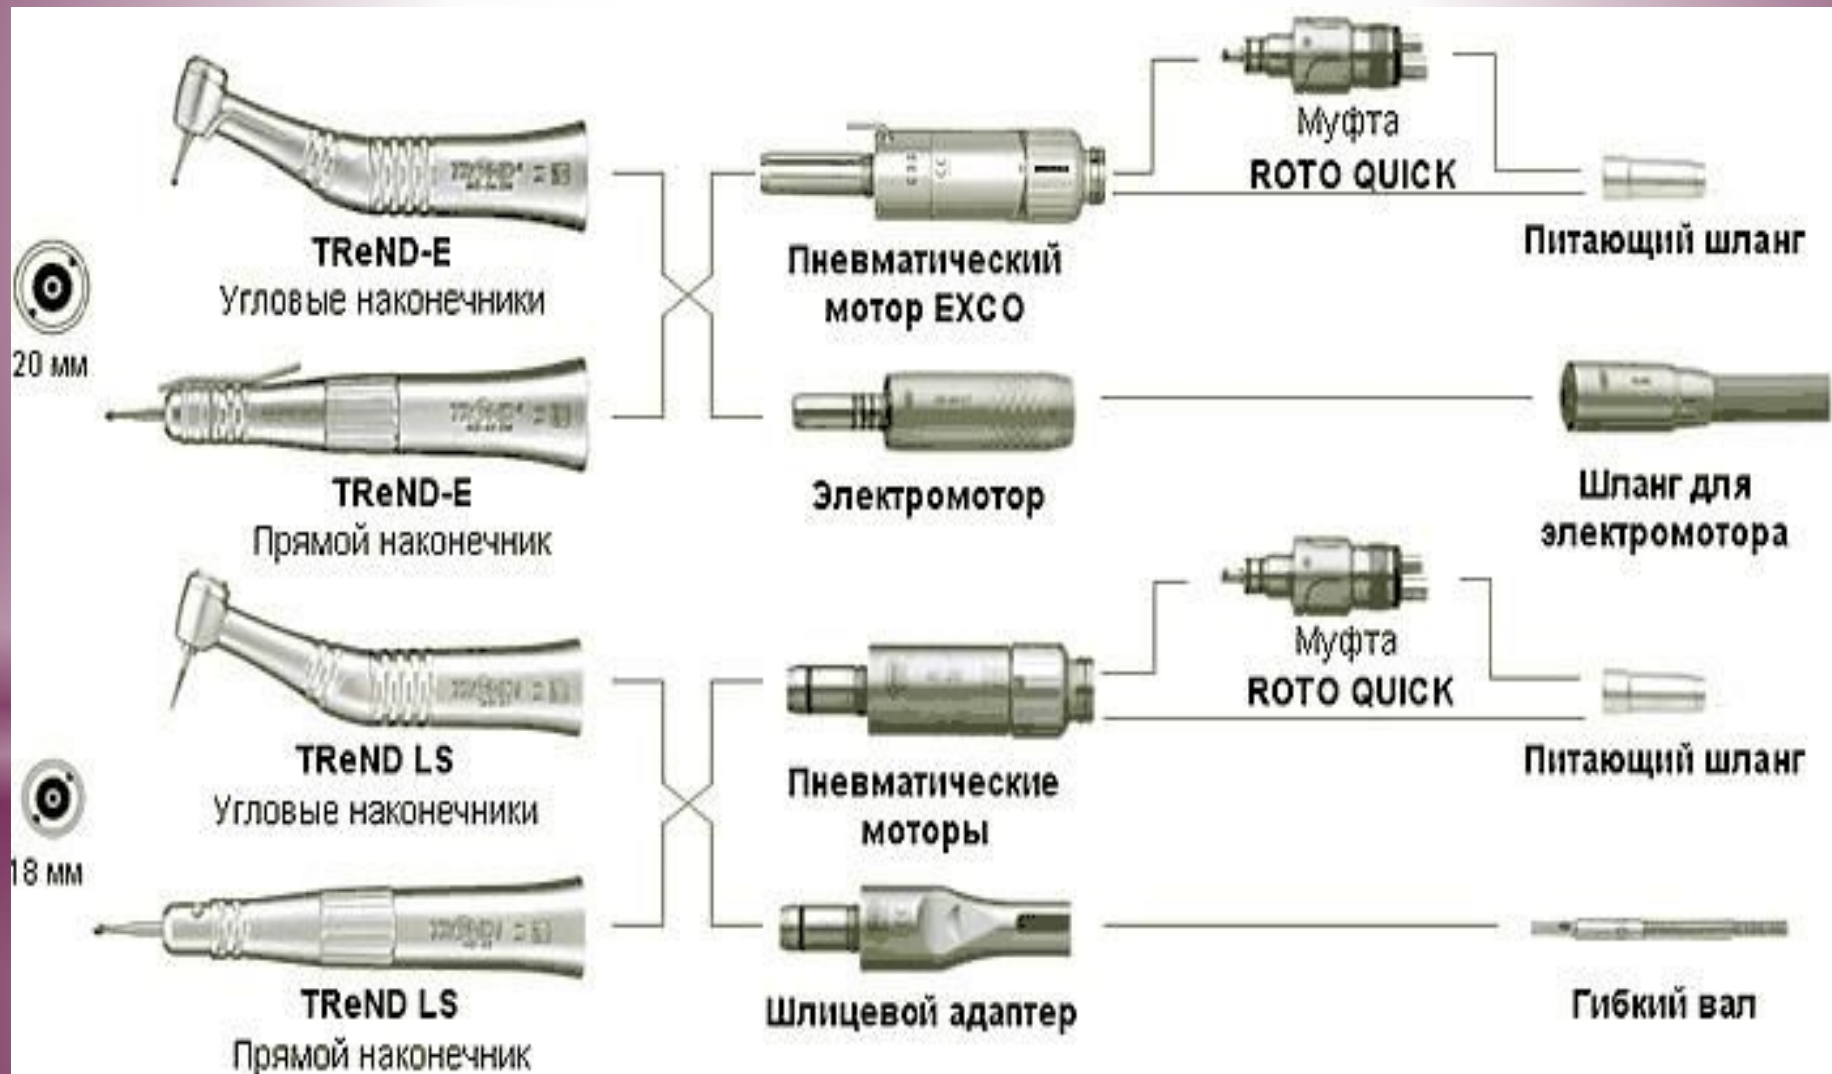 Муфта
ROTO QUICK
Питающий шланг
TReND-E
Угловые наконечники
Пневматический
мотор EXCO
20 мм
TReND-E
Прямой наконечник
Электромотор
Шланг для
электромотора
Муфта
ROTO QUICK
Питающий шланг
TReND LS
Угловые наконечники
Пневматические
моторы
18 мм
TReND LS
Прямой наконечник
Шлицевой адаптер
Гибкий вал